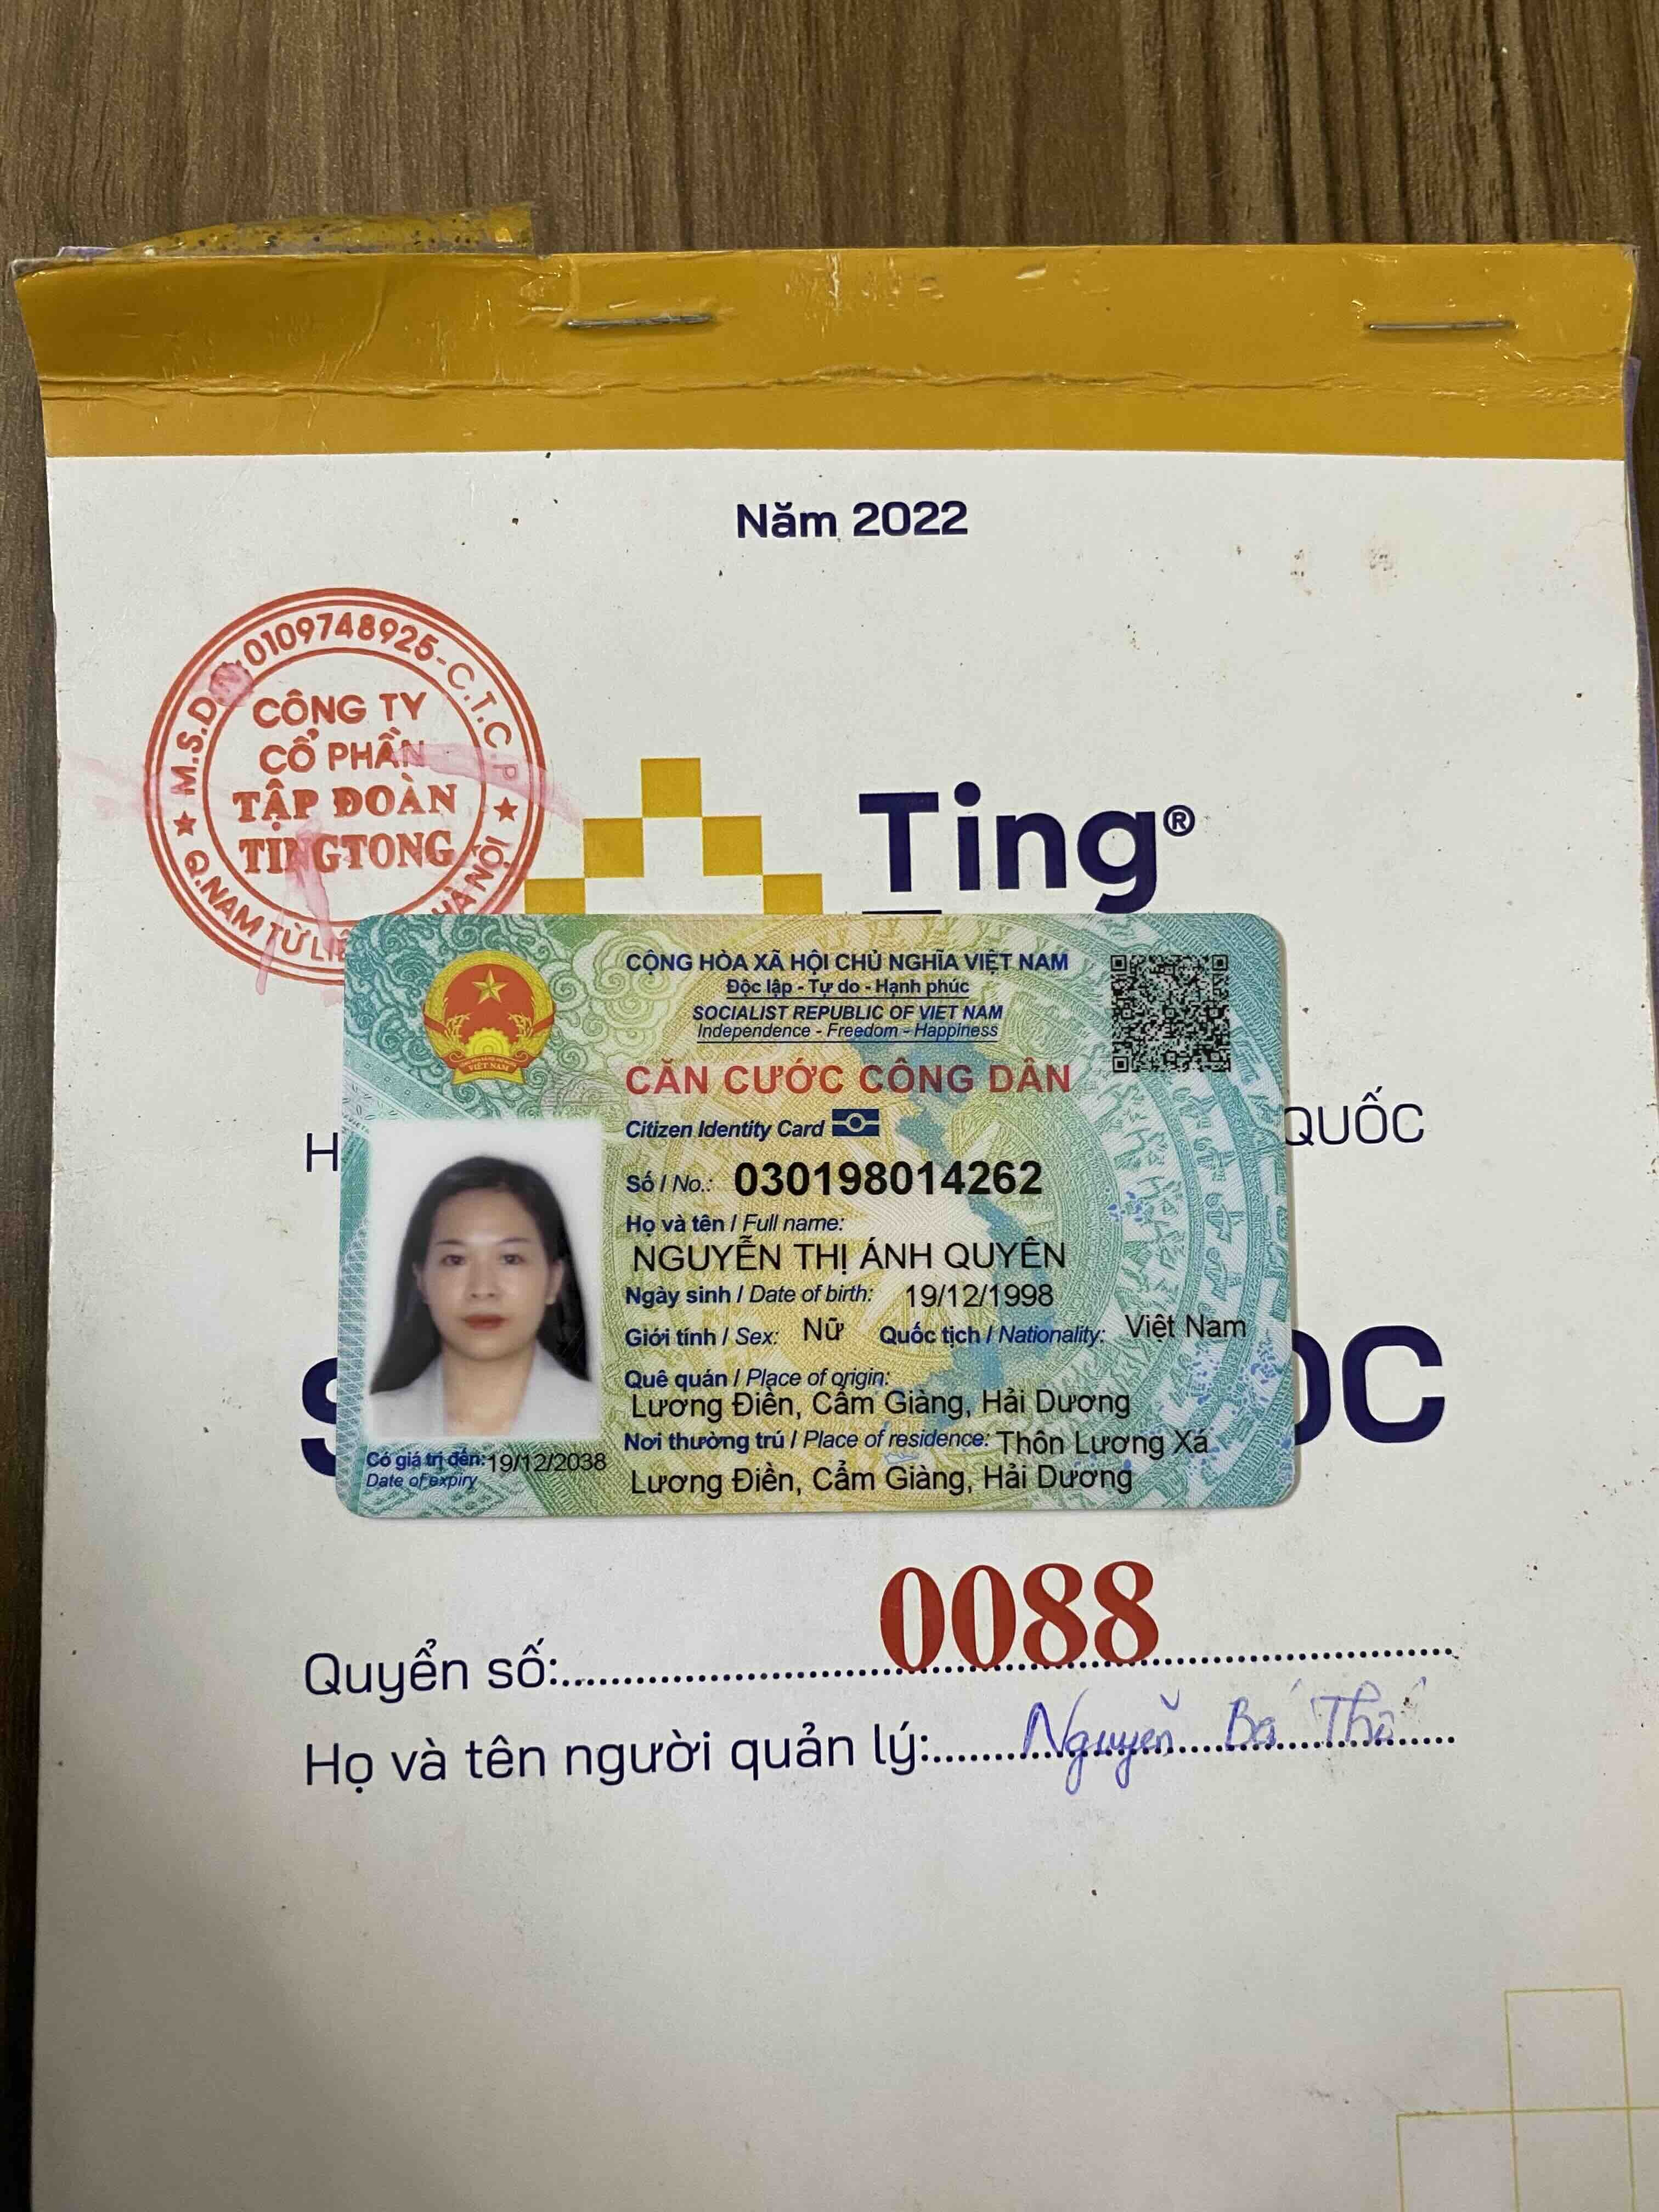 Năm 2022
M.S.D.N:0109748925-C.T.C.P
CÔNG TY
CỔ PHẦN
TẬP ĐOÀN
TINGTONG
Q.NAM TỪ LIÊ HÀ NỘI
Ting®
CỘNG HÒA XÃ HỘI CHỦ NGHĨA VIỆT NAM
Độc lập - Tự do - Hạnh phúc
SOCIALIST REPUBLIC OF VIET NAM
Independence - Freedom - Happiness
VIỆT NAM
CĂN CƯỚC CÔNG DÂN
Citizen Identity Card
H QUỐC
Số / No.: 030198014262
Họ và tên / Full name:
NGUYỄN THỊ ÁNH QUYÊN
Ngày sinh / Date of birth: 19/12/1998
Giới tính / Sex: Nữ Quốc tịch / Nationality: Việt Nam
Quê quán / Place of origin:
Lương Điền, Cẩm Giàng, Hải Dương
Nơi thường trú / Place of residence: Thôn Lương Xá
Lương Điền, Cẩm Giàng, Hải Dương
Có giá trị đến: 19/12/2038
Date of expiry
S ỌC
Quyển số: 0088
Họ và tên người quản lý: Nguyễn Bá